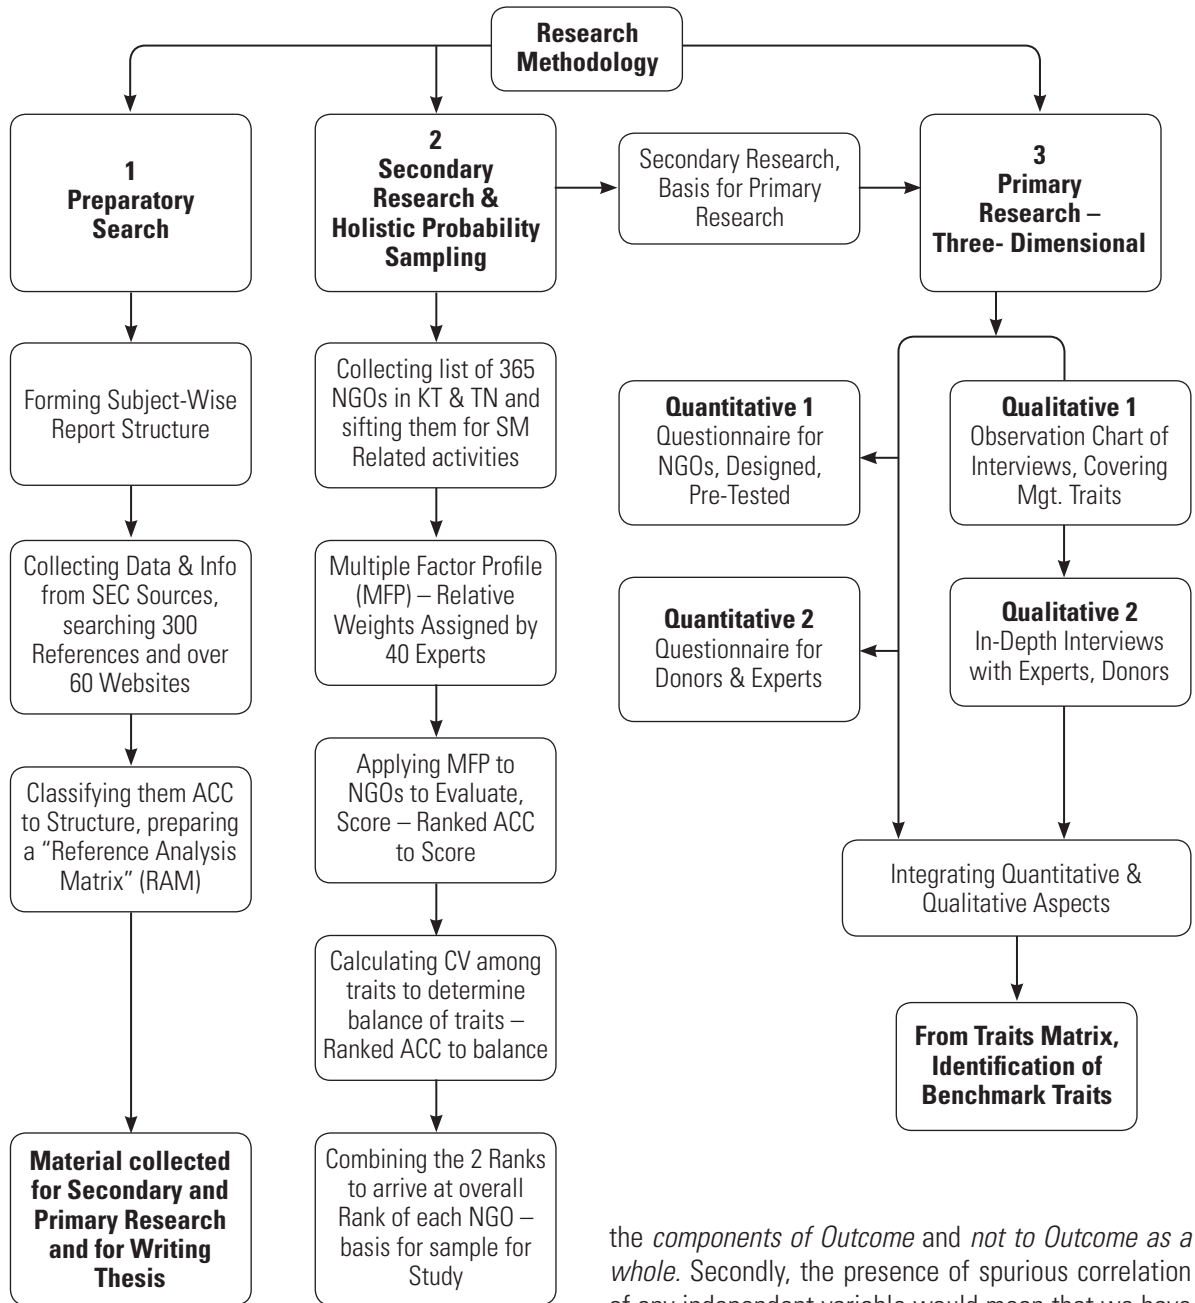 Research
Methodology
1
Preparatory
Search
2
Secondary
Research &
Holistic Probability
Sampling
Secondary Research,
Basis for Primary
Research
3
Primary
Research –
Three- Dimensional
Forming Subject-Wise
Report Structure
Collecting Data & Info
from SEC Sources,
searching 300
References and over
60 Websites
Classifying them ACC
to Structure, preparing
a “Reference Analysis
Matrix” (RAM)
Material collected
for Secondary and
Primary Research
and for Writing
Thesis
Collecting list of 365
NGOs in KT & TN and
sifting them for SM
Related activities
Multiple Factor Profile
(MFP) – Relative
Weights Assigned by
40 Experts
Applying MFP to
NGOs to Evaluate,
Score – Ranked ACC
to Score
Calculating CV among
traits to determine
balance of traits –
Ranked ACC to balance
Combining the 2 Ranks
to arrive at overall
Rank of each NGO –
basis for sample for
Study
Quantitative 1
Questionnaire for
NGOs, Designed,
Pre-Tested
Quantitative 2
Questionnaire for
Donors & Experts
Qualitative 1
Observation Chart of
Interviews, Covering
Mgt. Traits
Qualitative 2
In-Depth Interviews
with Experts, Donors
Integrating Quantitative &
Qualitative Aspects
From Traits Matrix,
Identification of
Benchmark Traits
the components of Outcome and not to Outcome as a
whole. Secondly, the presence of spurious correlation
of any independent variable would mean that we have